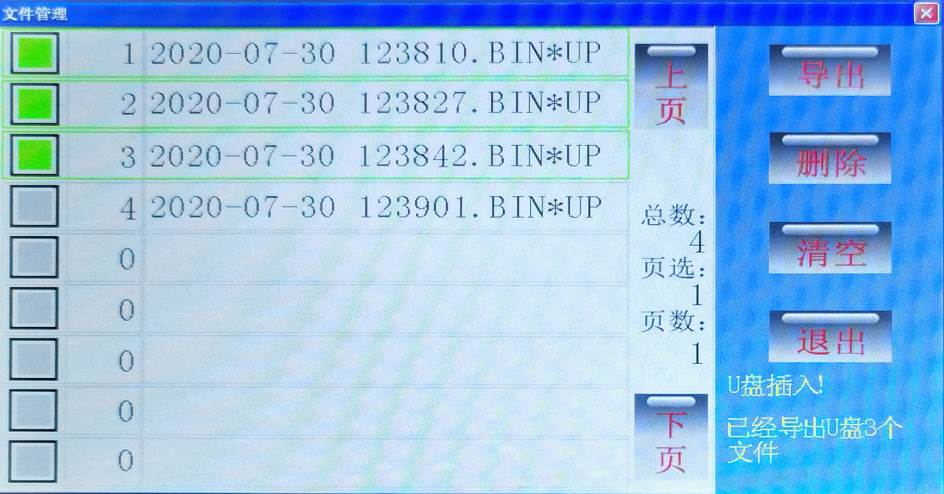 文件管理
1 2020-07-30 123810.BIN*UP
2 2020-07-30 123827.BIN*UP
3 2020-07-30 123842.BIN*UP
4 2020-07-30 123901.BIN*UP
0
0
0
0
0
上
页
总数:
4
页选:
1
页数:
1
下
页
导出
删除
清空
退出
U盘插入!
已经导出U盘3个
文件